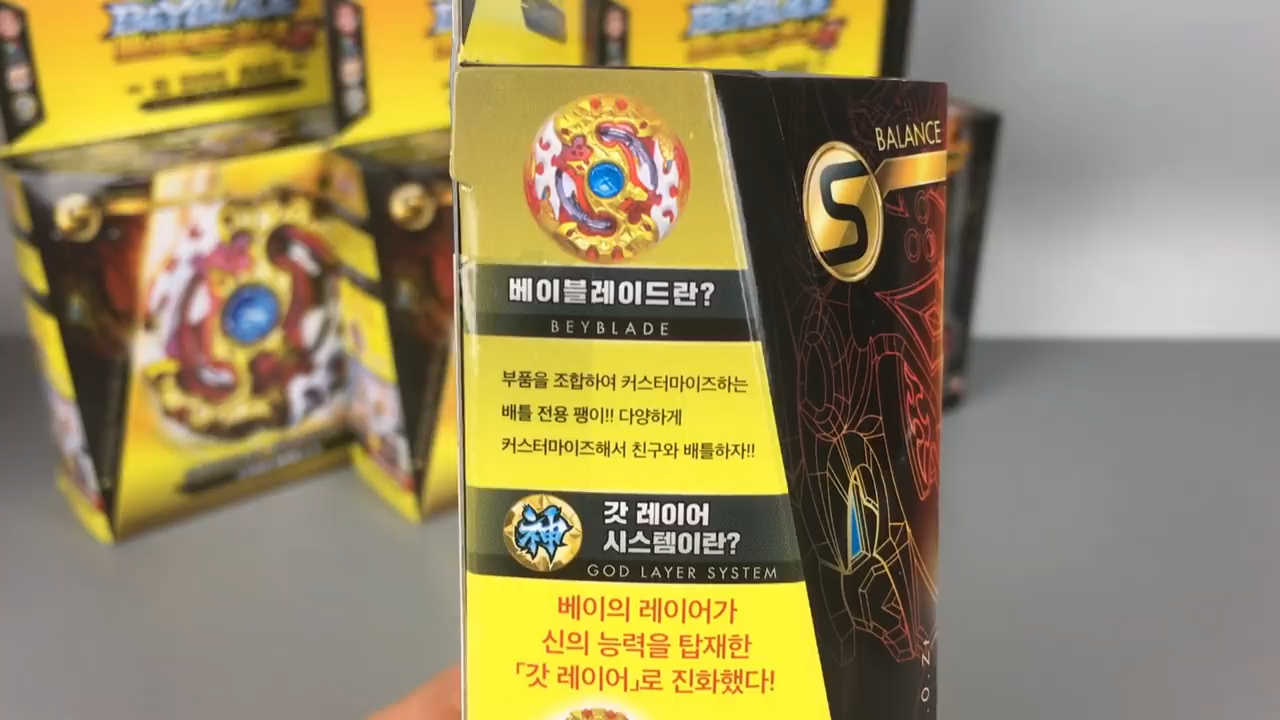 BEYBLADE
BEYBLADE
BALANCE
S
베이블레이드란?
BEYBLADE
부품을 조합하여 커스터마이즈하는
배틀 전용 팽이!! 다양하게
커스터마이즈해서 친구와 배틀하자!!
神
갓 레이어
시스템이란?
GOD LAYER SYSTEM
베이의 레이어가
신의 능력을 탑재한
「갓 레이어」로 진화했다!